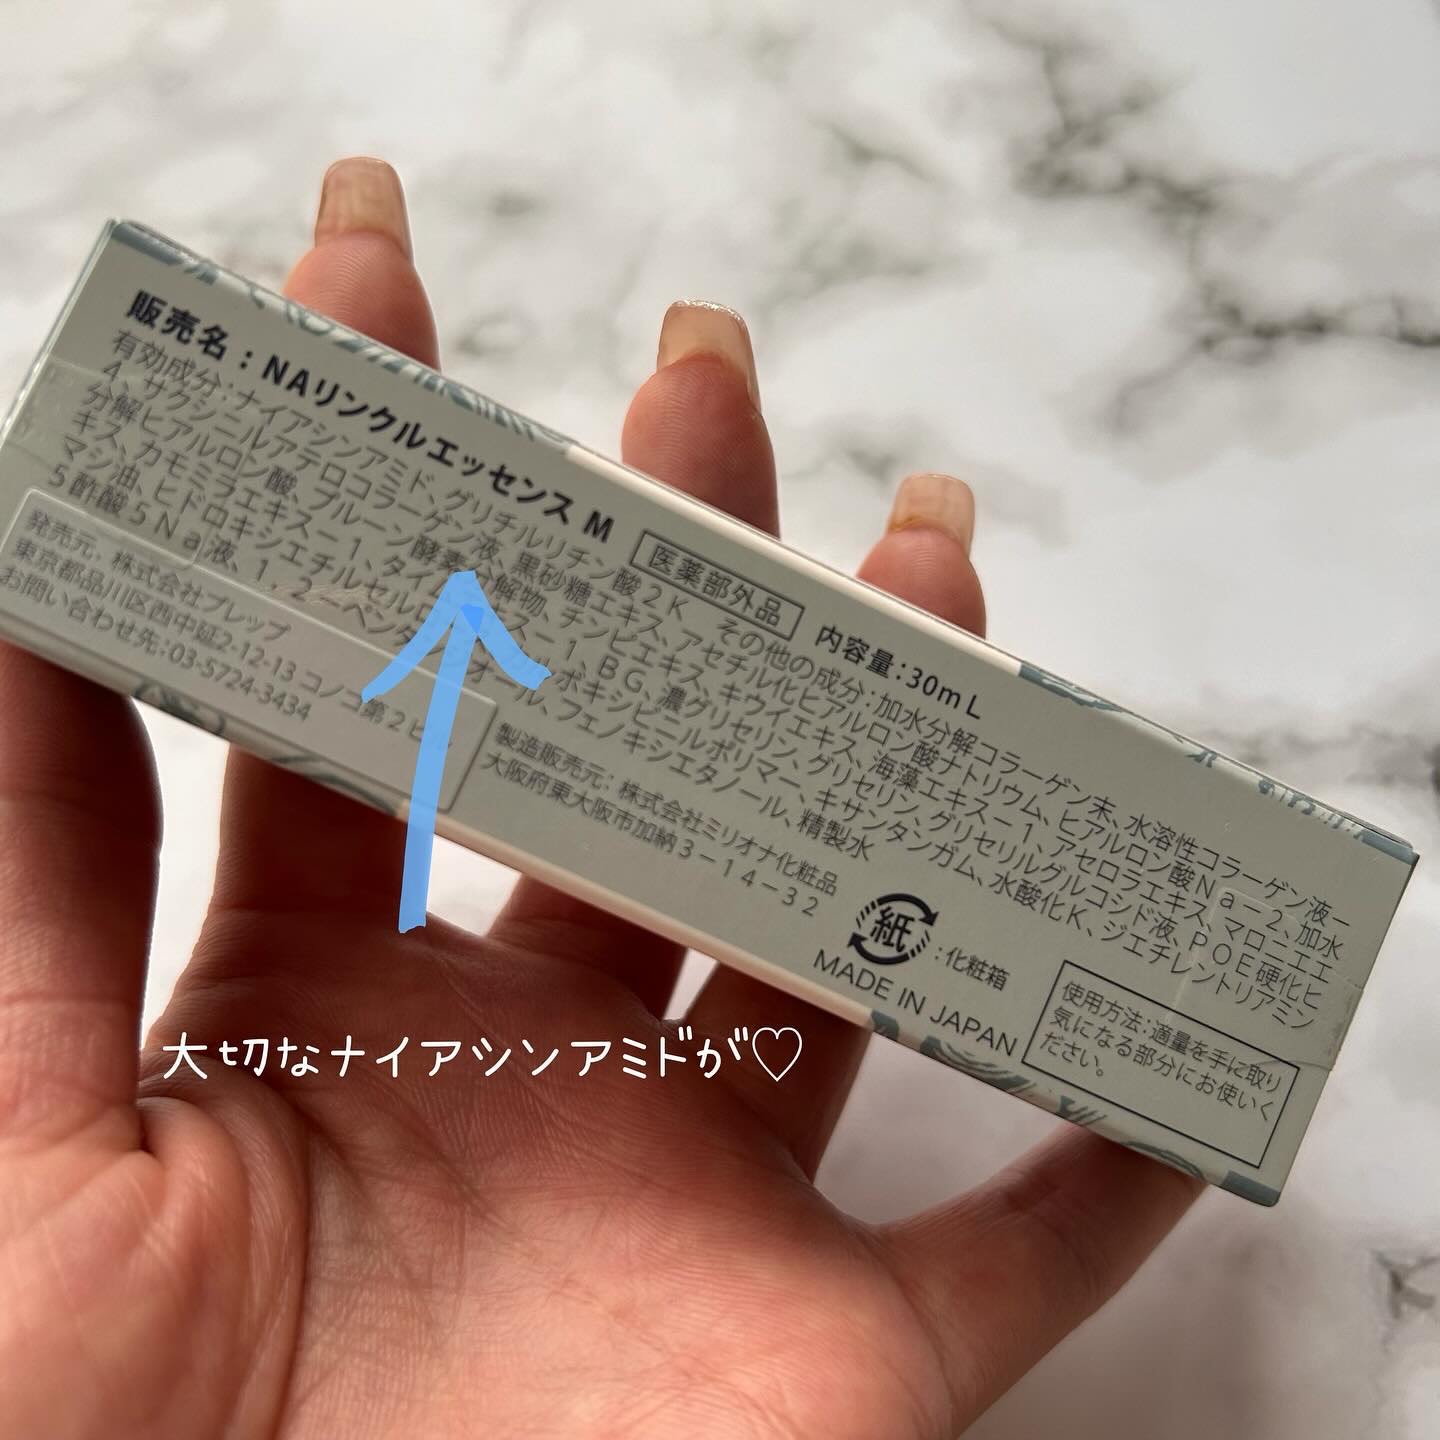 販売名：NAリンクルエッセンス M 医薬部外品 内容量：30mL
有効成分：ナイアシンアミド、グリチルリチン酸２Ｋ　その他の成分：加水分解コラーゲン末、水溶性コラーゲン液－
４、サクシニルアテロコラーゲン液、黒砂糖エキス、アセチル化ヒアルロン酸ナトリウム、ヒアルロン酸Ｎａ－２、加水
分解ヒアルロン酸、プルーン酵素分解物、チンピエキス、キウイエキス、海藻エキス－１、アセロラエキス、マロニエエ
キス、カモミラエキス－１、タイ スー１、ＢＧ、濃グリセリン、グリセリン、グリセリルグルコシド液、ＰＯＥ硬化ヒ
マシ油、ヒドロキシエチルセルロ カルボキシビニルポリマー、キサンタンガム、水酸化Ｋ、ジエチレントリアミン
５酢酸５Ｎａ液、１，２－ペンタンジオール、フェノキシエタノール、精製水
発売元：株式会社プレップ
東京都品川区西中延2-12-13 コノコ第２ビル
お問い合わせ先：03-5724-3434
製造販売元：株式会社ミリオナ化粧品
大阪府東大阪市加納３－１４－３２
紙：化粧箱
MADE IN JAPAN
使用方法：適量を手に取り
気になる部分にお使いく
ださい。
大切なナイアシンアミドが♡